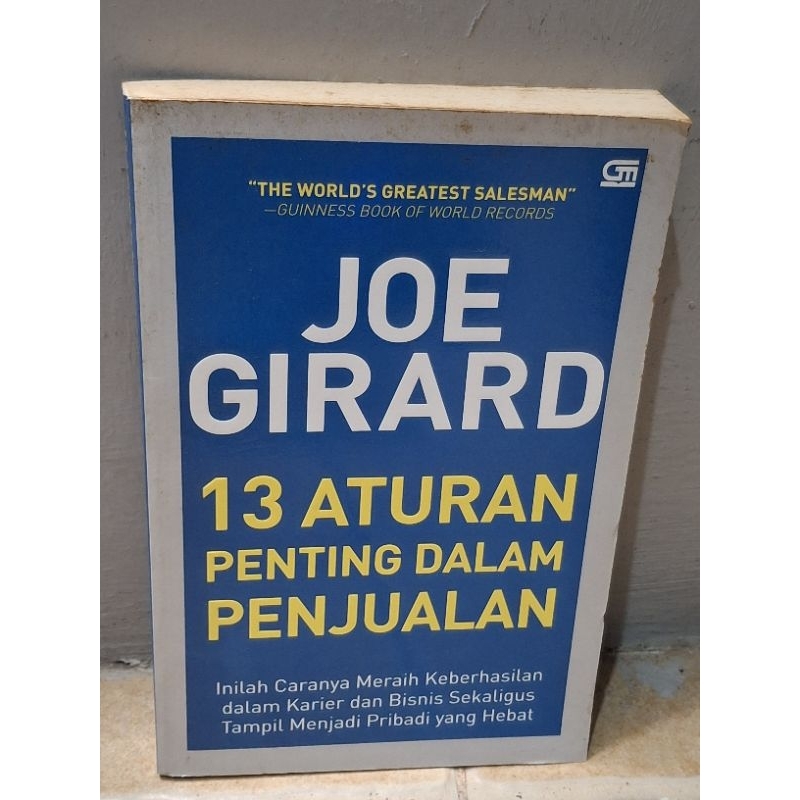 "THE WORLD'S GREATEST SALESMAN"
—GUINNESS BOOK OF WORLD RECORDS
JOE
GIRARD
13 ATURAN
PENTING DALAM
PENJUALAN
Inilah Caranya Meraih Keberhasilan
dalam Karier dan Bisnis Sekaligus
Tampil Menjadi Pribadi yang Hebat